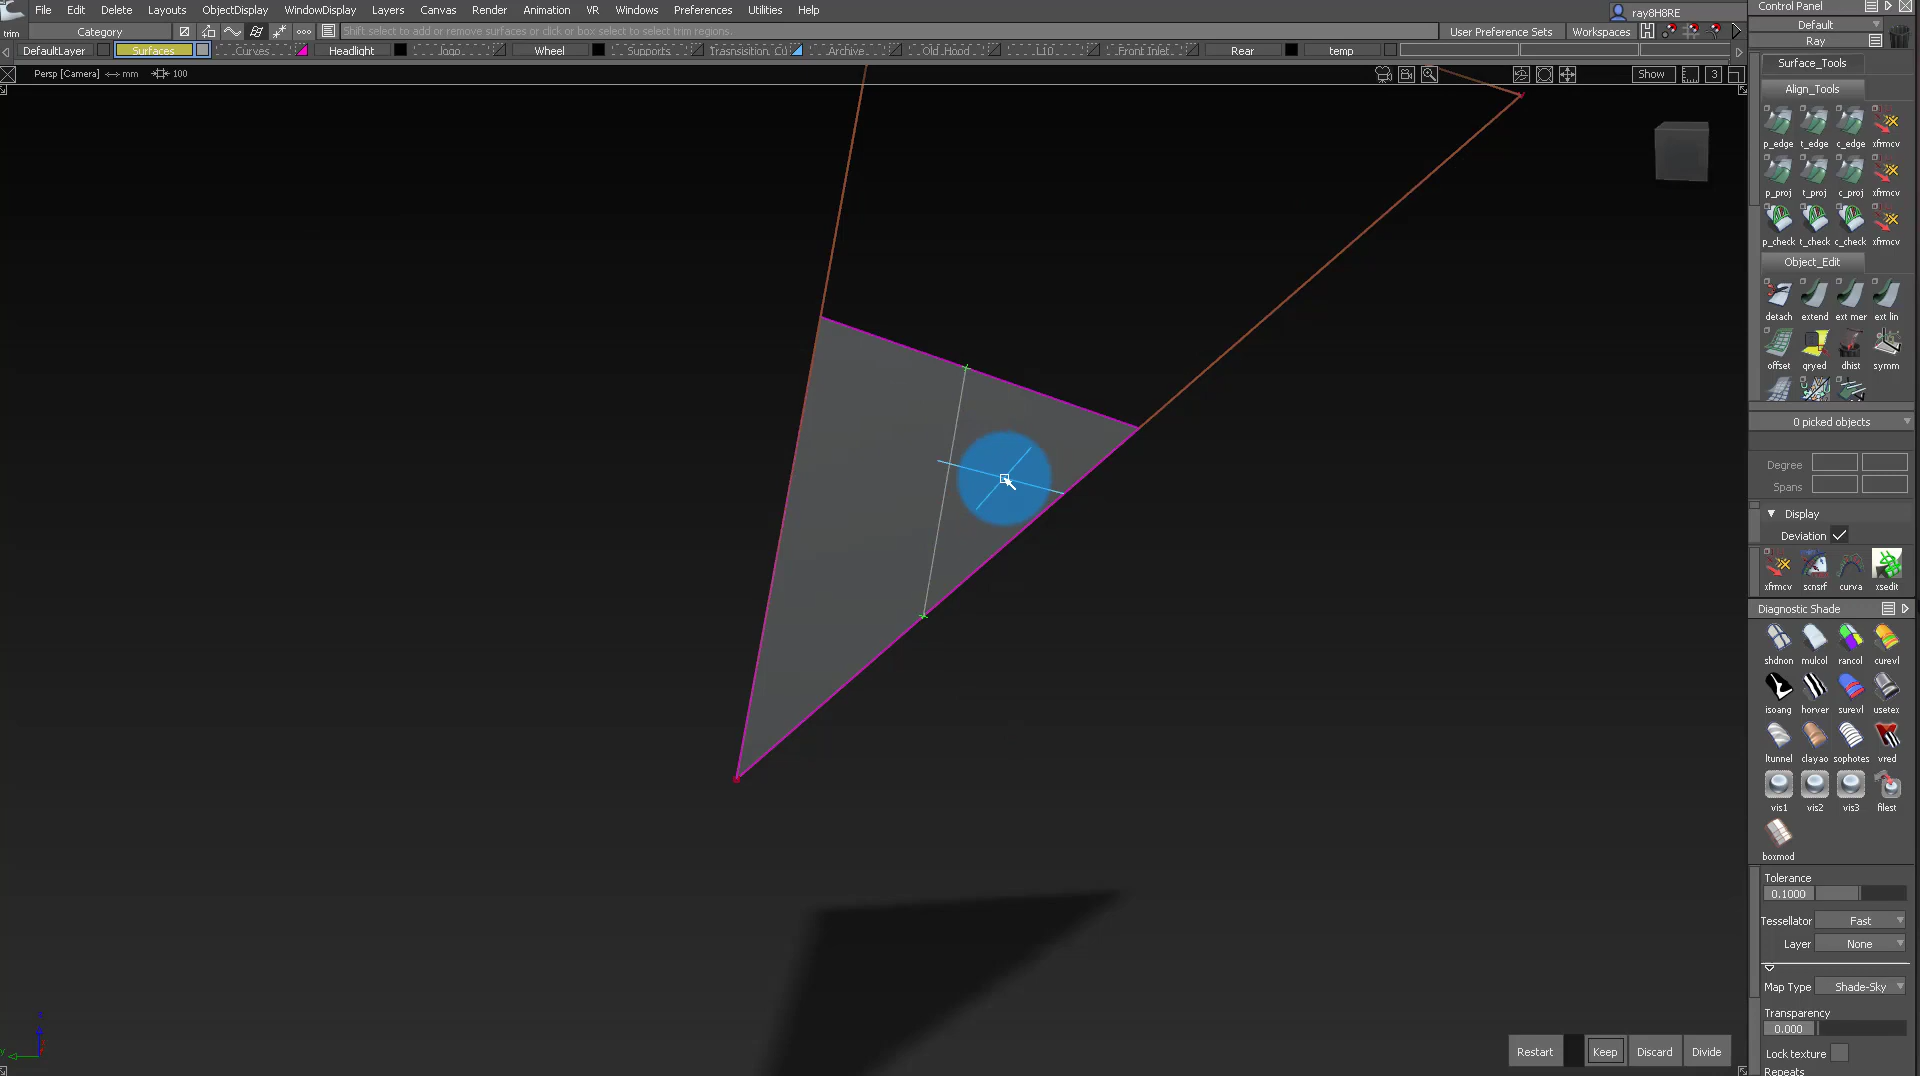 File Edit Delete Layouts ObjectDisplay WindowDisplay Layers Canvas Render Animation VR Windows Preferences Utilities Help
ray8H8RE
Control Panel
trim
Category
Shift select to add or remove surfaces or click or box select to select trim regions.
User Preference Sets
Workspaces
Default
Ray
DefaultLayer
Surfaces
Curves
Headlight
Wheel
Supports
Archive
Old_Hood
Front Inlet
Rear
temp
Persp [Camera] mm 100
Show
3
Surface_Tools
Align_Tools
p_edge t_edge c_edge xfrmcv
p_proj t_proj c_proj xfrmcv
p_check t_check c_check xfrmcv
Object_Edit
detach extend ext mer ext lin
offset qryed dhist symm
0 picked objects
Degree
Spans
Display
Deviation
xfrmcv scnsrf curva xsedit
Diagnostic Shade
shdnon mulcol rancol curevl
isoang horver surevl usetex
ltunnel clayao sophotes vred
vis1 vis2 vis3 filest
boxmod
Tolerance
0.1000
Tessellator Fast
Layer None
Map Type Shade-Sky
Transparency
0.000
Lock texture
Repeats
Restart
Keep
Discard
Divide